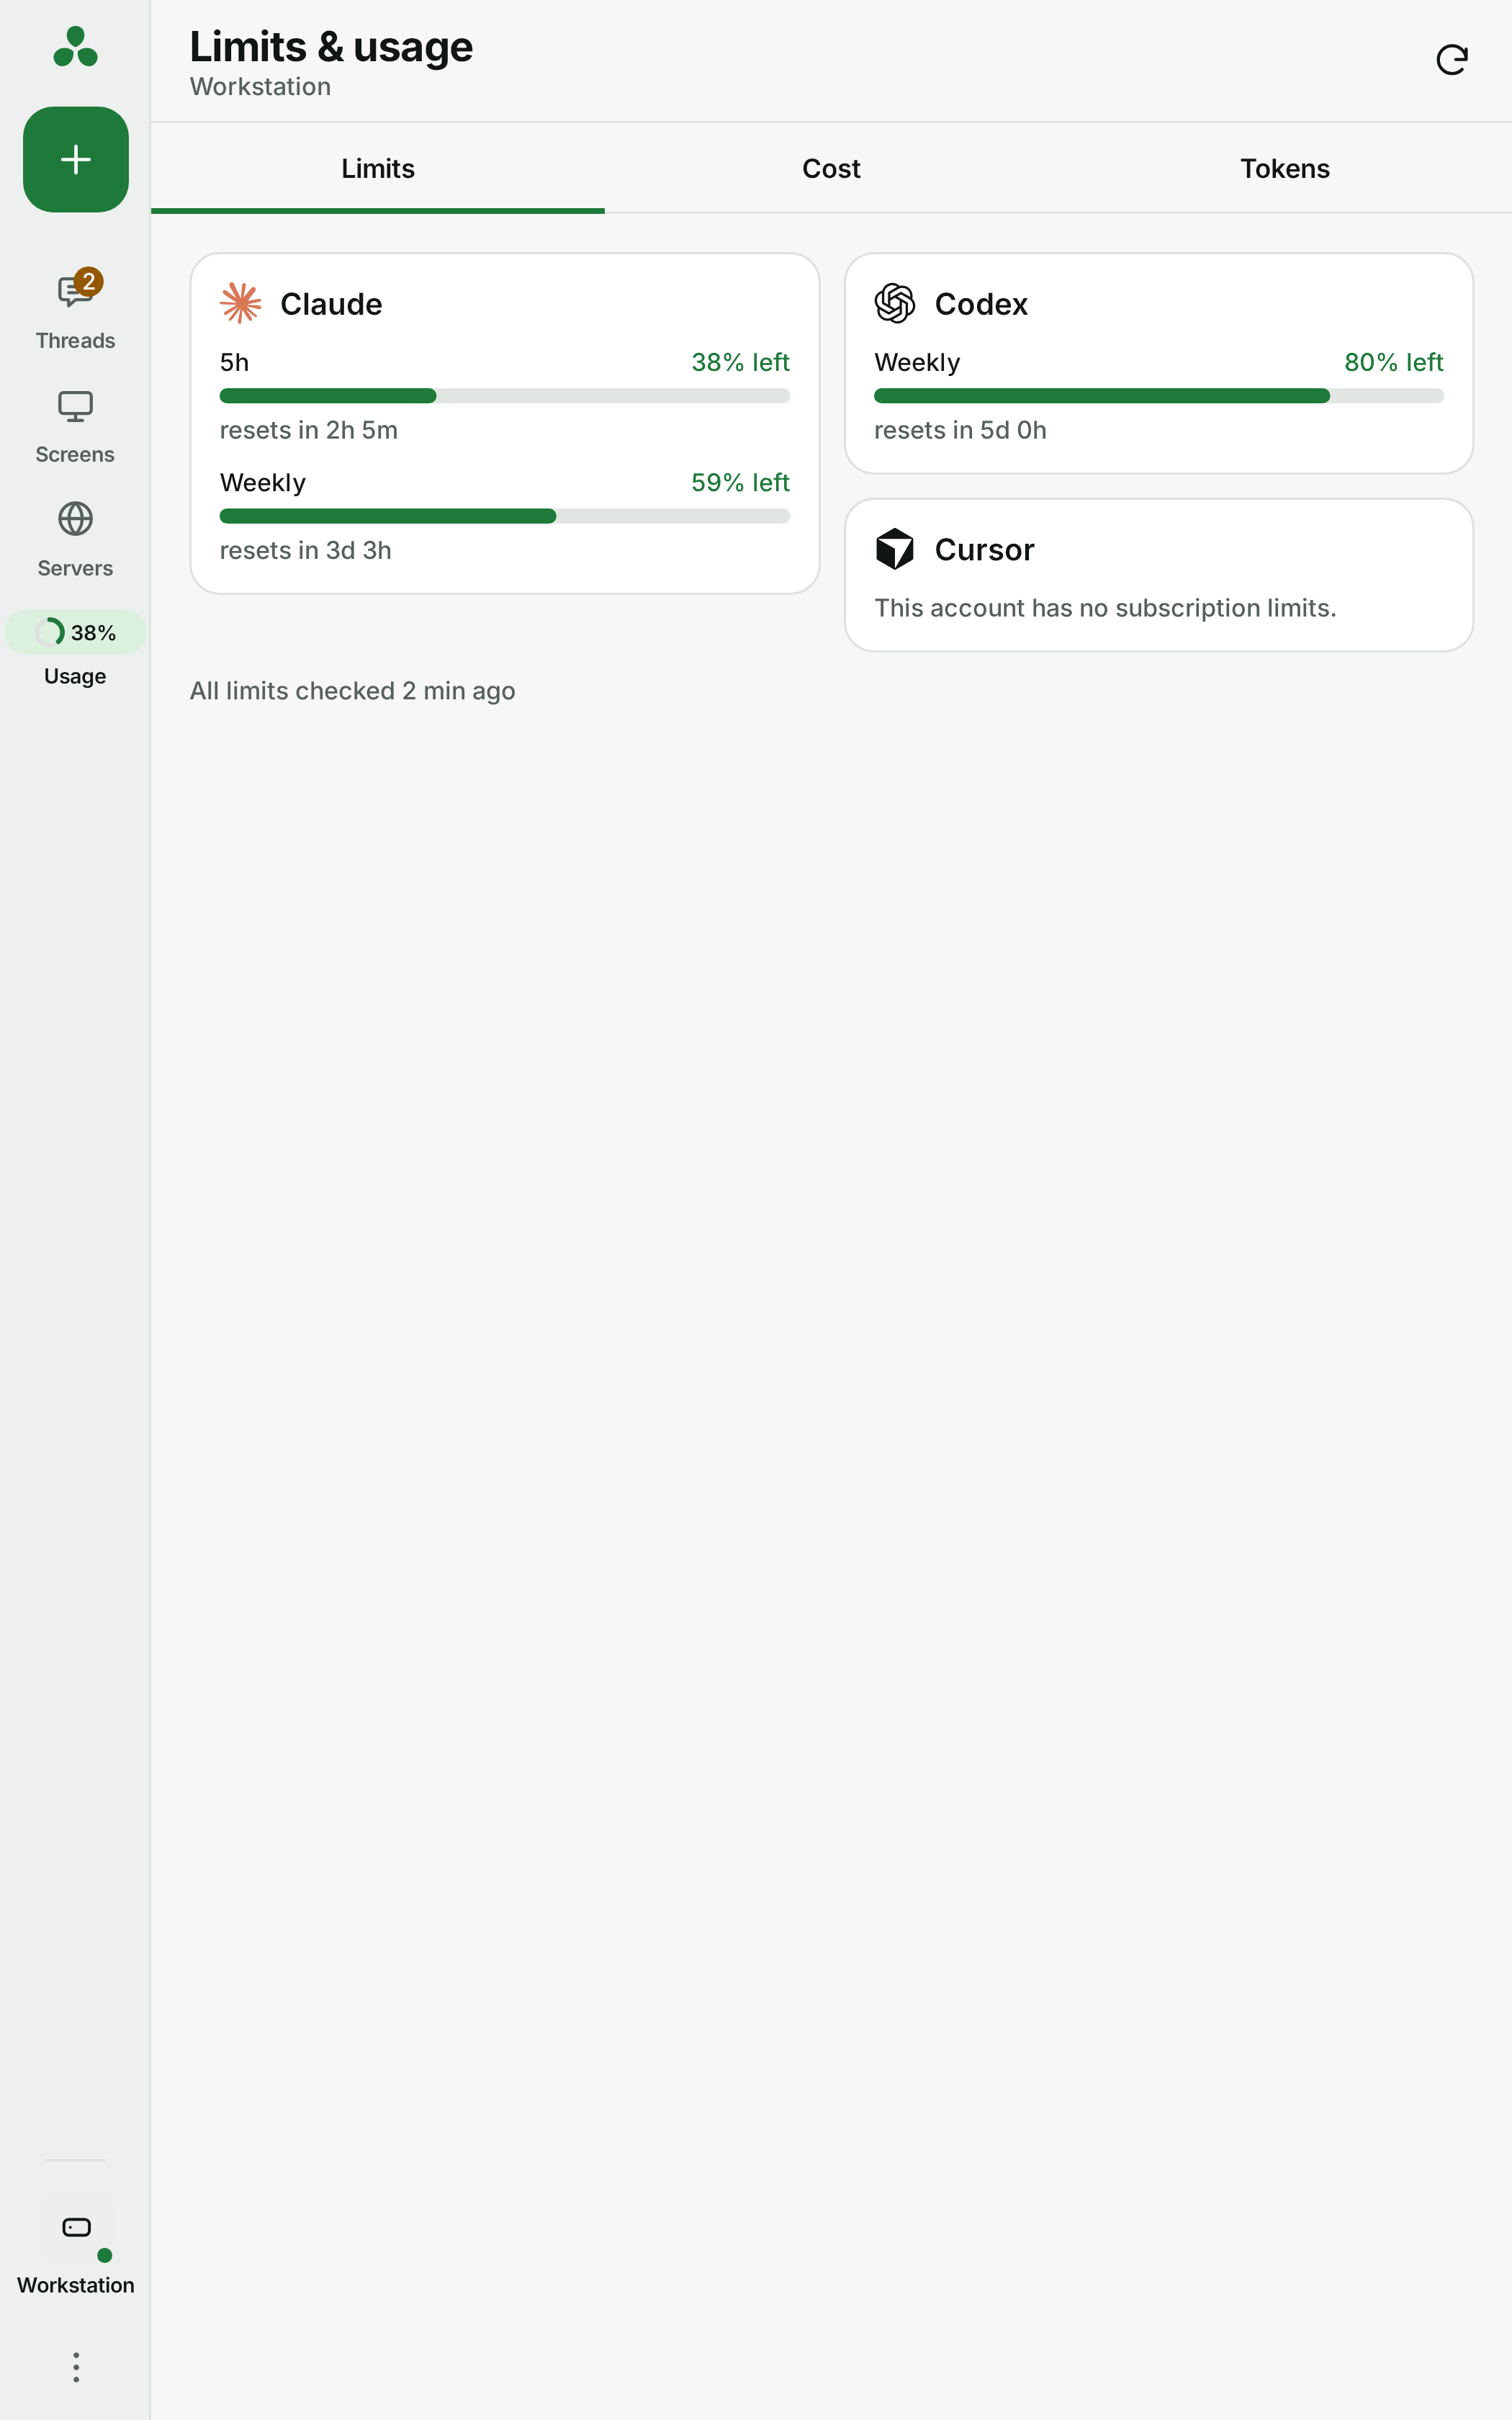 Limits & usage
Workstation
2
Threads
Screens
Servers
38%
Usage
Limits
Cost
Tokens
Claude
5h
38% left
resets in 2h 5m
Weekly
59% left
resets in 3d 3h
Codex
Weekly
80% left
resets in 5d 0h
Cursor
This account has no subscription limits.
All limits checked 2 min ago
Workstation